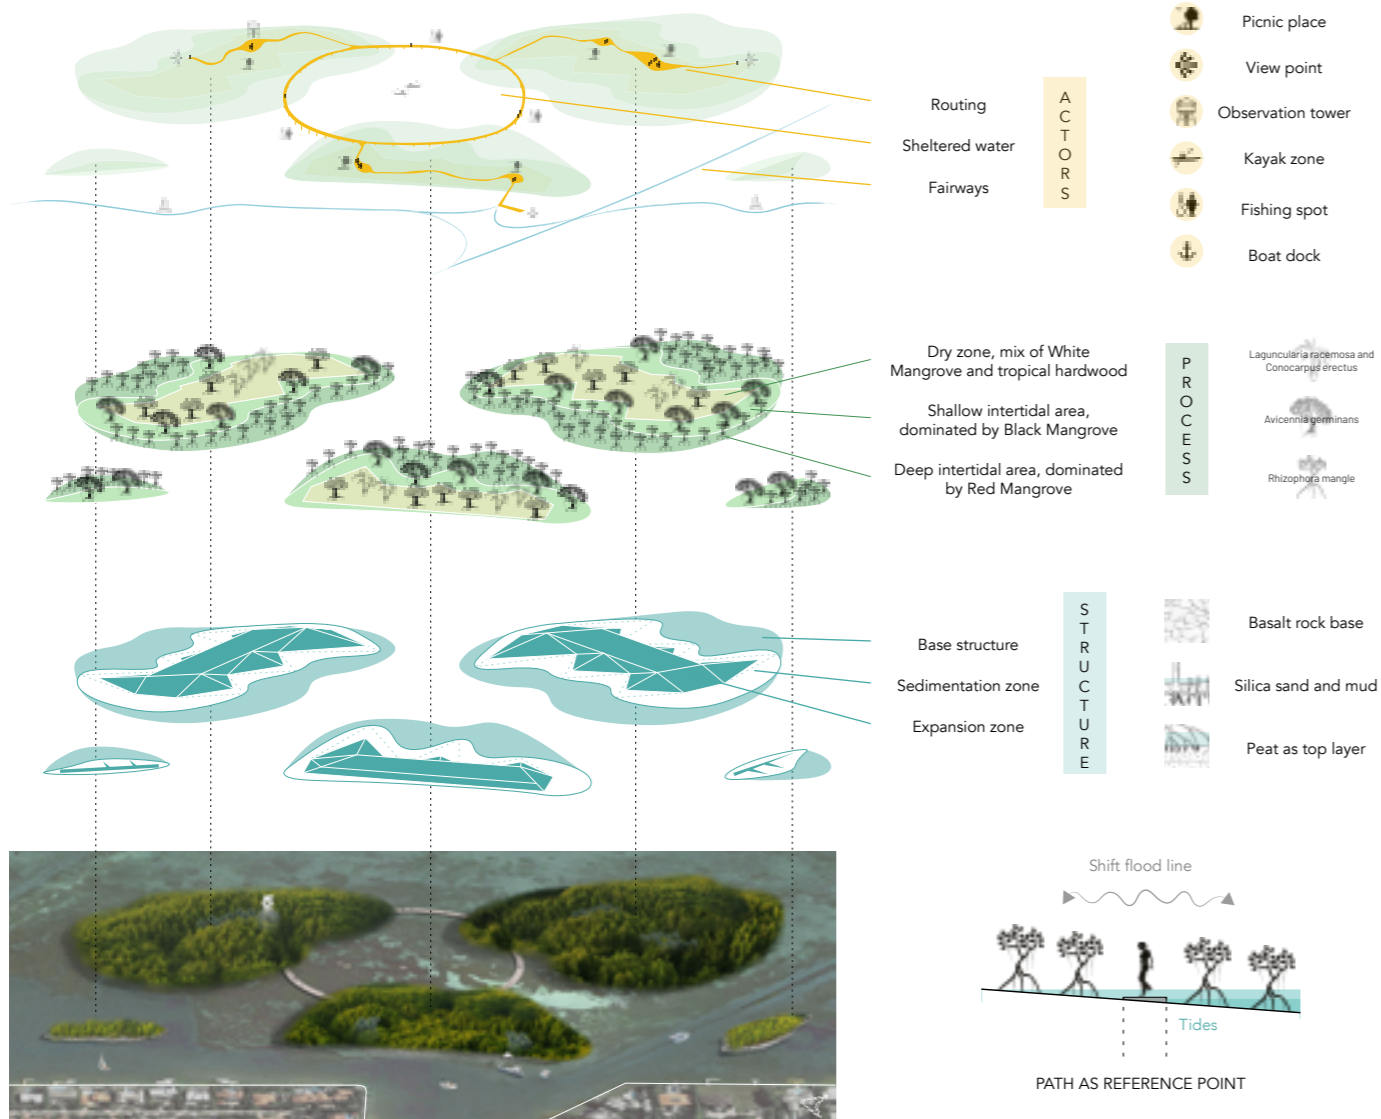 Routing
Sheltered water
Fairways
ACTORS
Picnic place
View point
Observation tower
Kayak zone
Fishing spot
Boat dock
Dry zone, mix of White
Mangrove and tropical hardwood
Shallow intertidal area,
dominated by Black Mangrove
Deep intertidal area, dominated
by Red Mangrove
PROCESS
Laguncularia racemosa and
Conocarpus erectus
Avicennia germinans
Rhizophora mangle
Base structure
Sedimentation zone
Expansion zone
STRUCTURE
Basalt rock base
Silica sand and mud
Peat as top layer
Shift flood line
Tides
PATH AS REFERENCE POINT